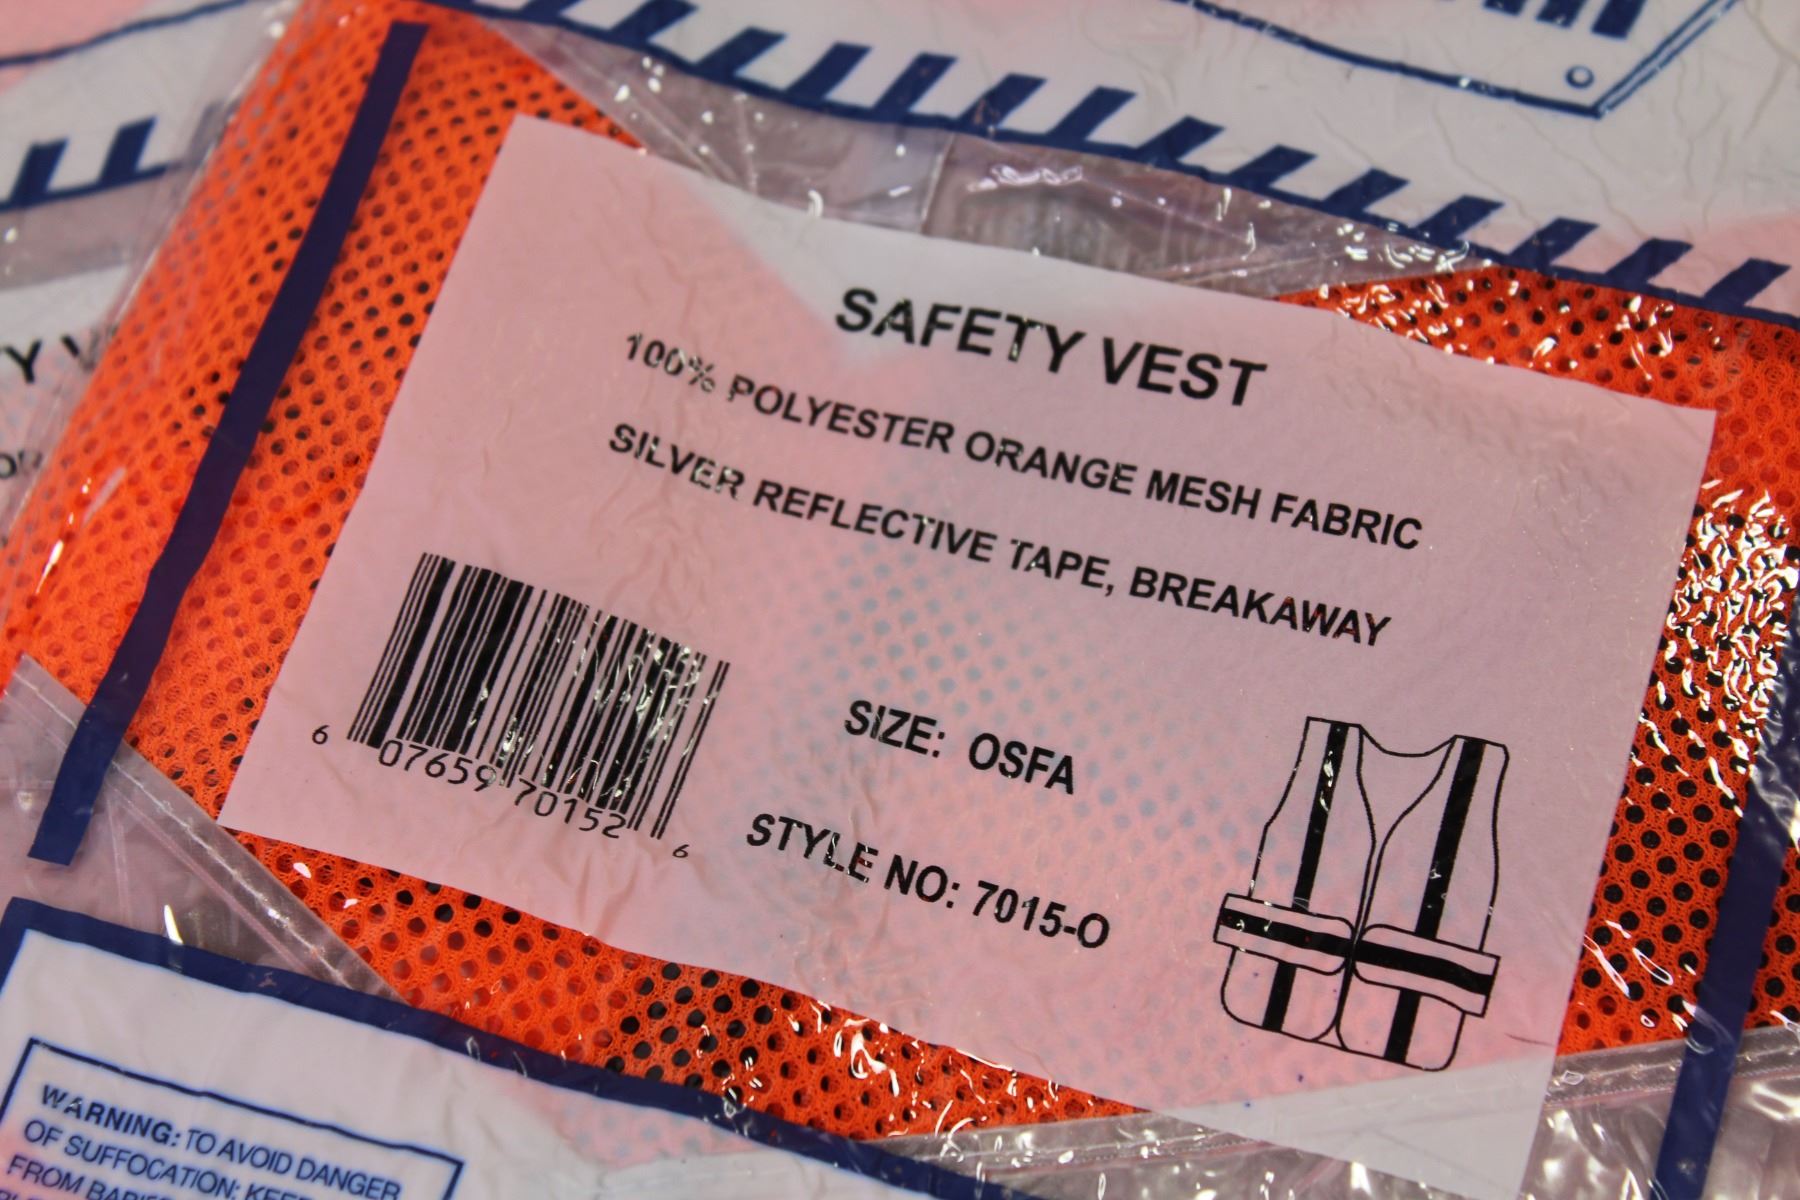 SAFETY VEST
100% POLYESTER ORANGE MESH FABRIC
SILVER REFLECTIVE TAPE, BREAKAWAY
SIZE: OSFA
STYLE NO: 7015-O
6 07659 70152 6
WARNING: TO AVOID DANGER
OF SUFFOCATION; KEEP
FROM